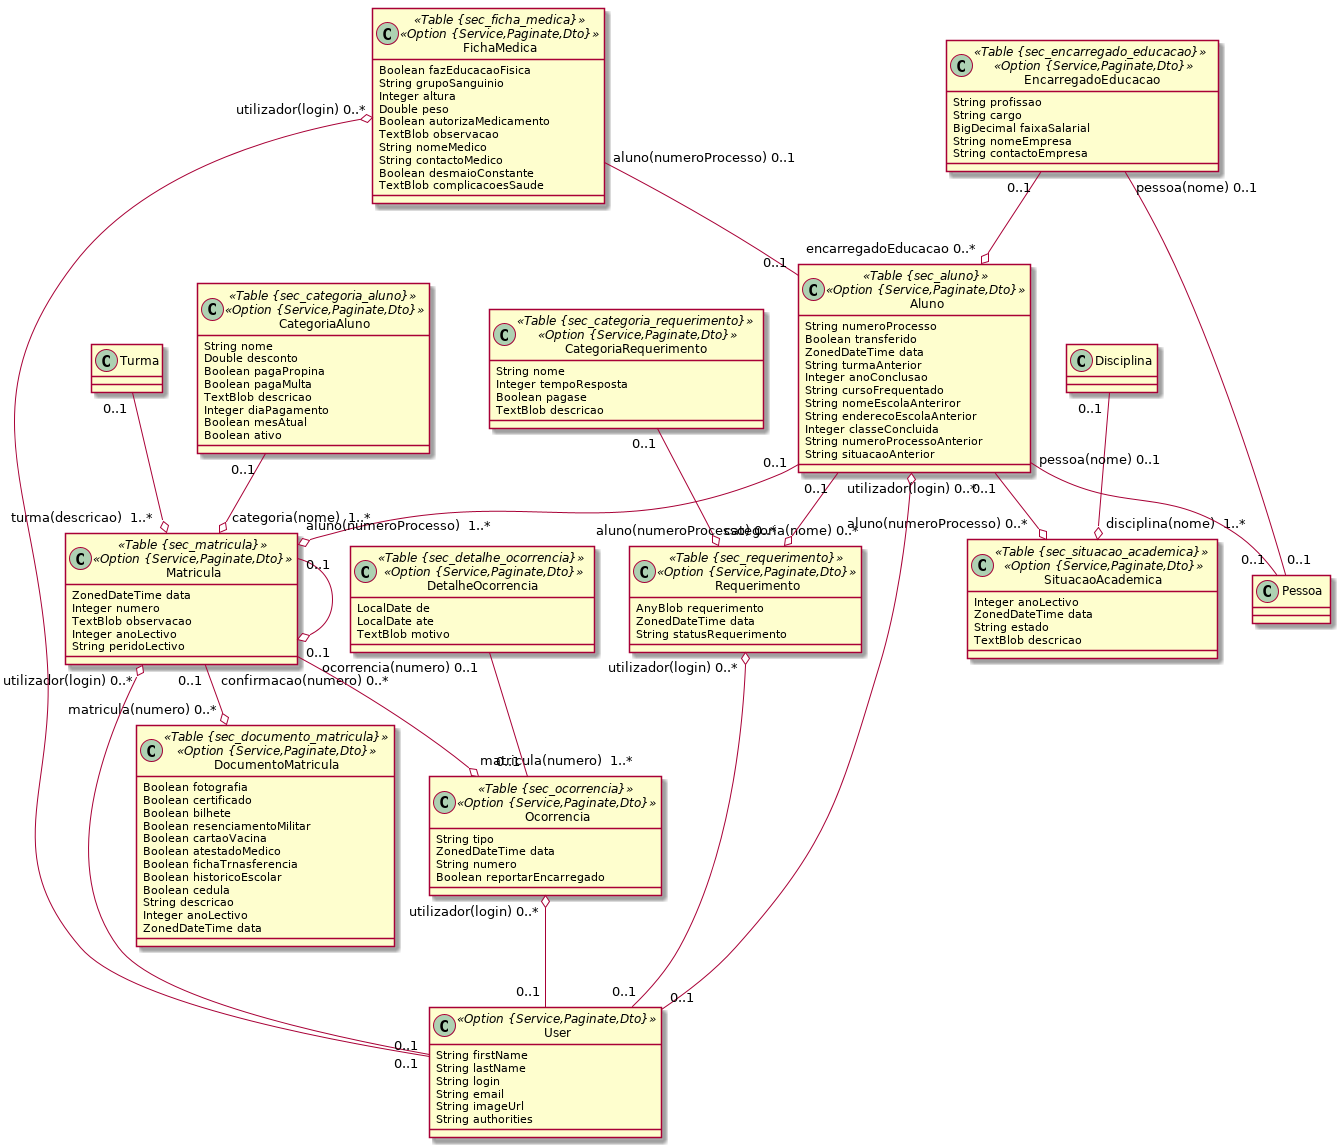 «Table {sec_ficha_medica}»
«Option {Service,Paginate,Dto}»
C
FichaMedica
Boolean fazEducacaoFisica
String grupoSanguinio
Integer altura
Double peso
Boolean autorizaMedicamento
TextBlob observacao
String nomeMedico
String contactoMedico
Boolean desmaioConstante
TextBlob complicacoesSaude
«Table {sec_encarregado_educacao}»
«Option {Service,Paginate,Dto}»
C
EncarregadoEducacao
String profissao
String cargo
BigDecimal faixaSalarial
String nomeEmpresa
String contactoEmpresa
utilizador(login) 0..*
aluno(numeroProcesso) 0..1
0..1
pessoa(nome) 0..1
encarregadoEducacao 0..*
0..1
«Table {sec_aluno}»
«Option {Service,Paginate,Dto}»
C
Aluno
String numeroProcesso
Boolean transferido
ZonedDateTime data
String turmaAnterior
Integer anoConclusao
String cursoFrequentado
String nomeEscolaAnteriror
String enderecoEscolaAnterior
Integer classeConcluida
String numeroProcessoAnterior
String situacaoAnterior
«Table {sec_categoria_aluno}»
«Option {Service,Paginate,Dto}»
C
CategoriaAluno
String nome
Double desconto
Boolean pagaPropina
Boolean pagaMulta
TextBlob descricao
Integer diaPagamento
Boolean mesAtual
Boolean ativo
«Table {sec_categoria_requerimento}»
«Option {Service,Paginate,Dto}»
C
CategoriaRequerimento
String nome
Integer tempoResposta
Boolean pagase
TextBlob descricao
C Turma
C Disciplina
0..1
0..1
0..1
0..1
0..1
pessoa(nome) 0..1
0..1
0..1
utilizador(login) 0..*
0..1
turma(descricao)  1..*
categoria(nome)  1..*
aluno(numeroProcesso)  1..*
aluno(numeroProcesso) 0..*
categoria(nome) 0..*
aluno(numeroProcesso) 0..*
disciplina(nome)  1..*
0..1
0..1
«Table {sec_matricula}»
«Option {Service,Paginate,Dto}»
C
Matricula
ZonedDateTime data
Integer numero
TextBlob observacao
Integer anoLectivo
String peridoLectivo
0..1
«Table {sec_detalhe_ocorrencia}»
«Option {Service,Paginate,Dto}»
C
DetalheOcorrencia
LocalDate de
LocalDate ate
TextBlob motivo
«Table {sec_requerimento}»
«Option {Service,Paginate,Dto}»
C
Requerimento
AnyBlob requerimento
ZonedDateTime data
String statusRequerimento
«Table {sec_situacao_academica}»
«Option {Service,Paginate,Dto}»
C
SituacaoAcademica
Integer anoLectivo
ZonedDateTime data
String estado
TextBlob descricao
C Pessoa
0..1
ocorrencia(numero) 0..1
utilizador(login) 0..*
utilizador(login) 0..*
0..1
confirmacao(numero) 0..*
matricula(numero) 0..*
«Table {sec_documento_matricula}»
«Option {Service,Paginate,Dto}»
C
DocumentoMatricula
Boolean fotografia
Boolean certificado
Boolean bilhete
Boolean resenciamentoMilitar
Boolean cartaoVacina
Boolean atestadoMedico
Boolean fichaTrnasferencia
Boolean historicoEscolar
Boolean cedula
String descricao
Integer anoLectivo
ZonedDateTime data
matricula(numero)  1..*
0..1
«Table {sec_ocorrencia}»
«Option {Service,Paginate,Dto}»
C
Ocorrencia
String tipo
ZonedDateTime data
String numero
Boolean reportarEncarregado
utilizador(login) 0..*
0..1
0..1
0..1
0..1
0..1
«Option {Service,Paginate,Dto}»
C
User
String firstName
String lastName
String login
String email
String imageUrl
String authorities